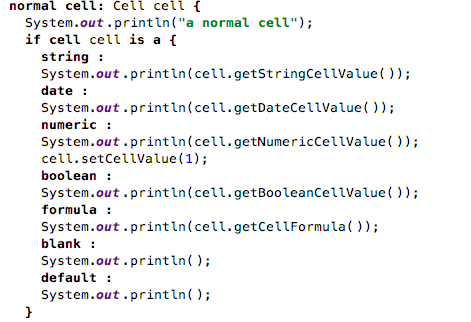 normal cell: Cell cell {
System.out.println("a normal cell");
if cell cell is a {
string :
System.out.println(cell.getStringCellValue());
date :
System.out.println(cell.getDateCellValue());
numeric :
System.out.println(cell.getNumericCellValue());
cell.setCellValue(1);
boolean :
System.out.println(cell.getBooleanCellValue());
formula :
System.out.println(cell.getCellFormula());
blank :
System.out.println();
default :
System.out.println();
}